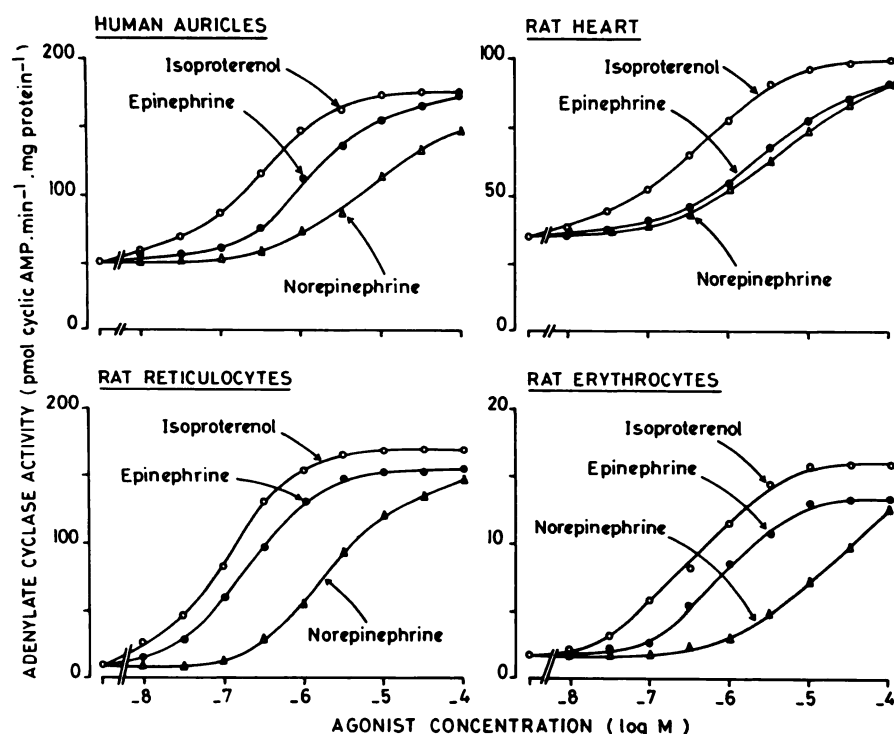 HUMAN AURICLES
RAT HEART
200
100
0
Isoproterenol
Epinephrine
Norepinephrine
100
50
0
Isoproterenol
Epinephrine
Norepinephrine
RAT RETICULOCYTES
RAT ERYTHROCYTES
200
100
0
Isoproterenol
Epinephrine
Norepinephrine
20
10
0
Isoproterenol
Epinephrine
Norepinephrine
-8 -7 -6 -5 -4
-8 -7 -6 -5 -4
AGONIST CONCENTRATION (log M)
ADENYLATE CYCLASE ACTIVITY (pmol cyclic AMP.min-1.mg protein-1)